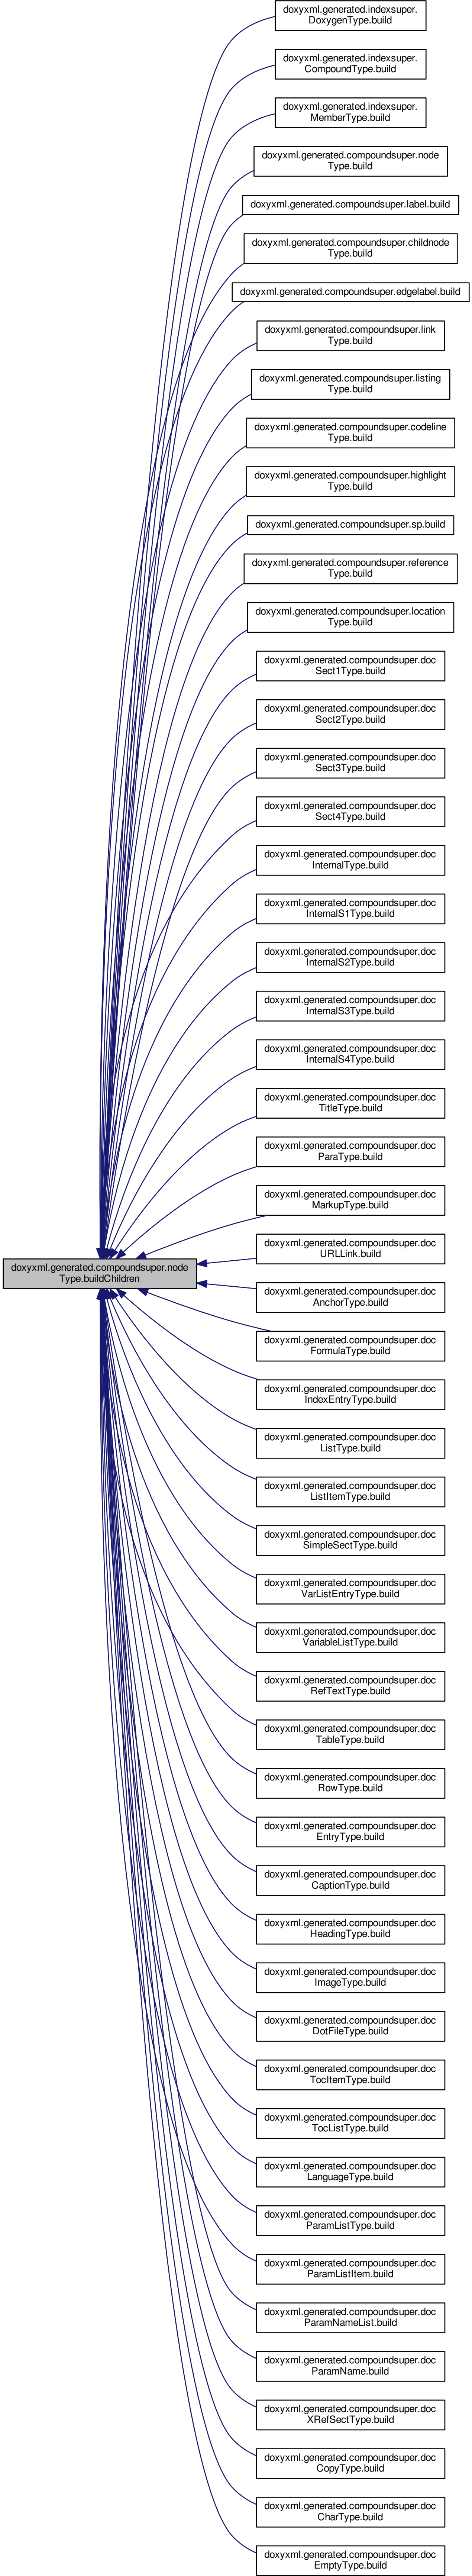 doxyxml.generated.indexsuper.
DoxygenType.build
doxyxml.generated.indexsuper.
CompoundType.build
doxyxml.generated.indexsuper.
MemberType.build
doxyxml.generated.compoundsuper.node
Type.build
doxyxml.generated.compoundsuper.label.build
doxyxml.generated.compoundsuper.childnode
Type.build
doxyxml.generated.compoundsuper.edgelabel.build
doxyxml.generated.compoundsuper.link
Type.build
doxyxml.generated.compoundsuper.listing
Type.build
doxyxml.generated.compoundsuper.codeline
Type.build
doxyxml.generated.compoundsuper.highlight
Type.build
doxyxml.generated.compoundsuper.sp.build
doxyxml.generated.compoundsuper.reference
Type.build
doxyxml.generated.compoundsuper.location
Type.build
doxyxml.generated.compoundsuper.doc
Sect1Type.build
doxyxml.generated.compoundsuper.doc
Sect2Type.build
doxyxml.generated.compoundsuper.doc
Sect3Type.build
doxyxml.generated.compoundsuper.doc
Sect4Type.build
doxyxml.generated.compoundsuper.doc
InternalType.build
doxyxml.generated.compoundsuper.doc
InternalS1Type.build
doxyxml.generated.compoundsuper.doc
InternalS2Type.build
doxyxml.generated.compoundsuper.doc
InternalS3Type.build
doxyxml.generated.compoundsuper.doc
InternalS4Type.build
doxyxml.generated.compoundsuper.doc
TitleType.build
doxyxml.generated.compoundsuper.doc
ParaType.build
doxyxml.generated.compoundsuper.doc
MarkupType.build
doxyxml.generated.compoundsuper.doc
URLLink.build
doxyxml.generated.compoundsuper.node
Type.buildChildren
doxyxml.generated.compoundsuper.doc
AnchorType.build
doxyxml.generated.compoundsuper.doc
FormulaType.build
doxyxml.generated.compoundsuper.doc
IndexEntryType.build
doxyxml.generated.compoundsuper.doc
ListType.build
doxyxml.generated.compoundsuper.doc
ListItemType.build
doxyxml.generated.compoundsuper.doc
SimpleSectType.build
doxyxml.generated.compoundsuper.doc
VarListEntryType.build
doxyxml.generated.compoundsuper.doc
VariableListType.build
doxyxml.generated.compoundsuper.doc
RefTextType.build
doxyxml.generated.compoundsuper.doc
TableType.build
doxyxml.generated.compoundsuper.doc
RowType.build
doxyxml.generated.compoundsuper.doc
EntryType.build
doxyxml.generated.compoundsuper.doc
CaptionType.build
doxyxml.generated.compoundsuper.doc
HeadingType.build
doxyxml.generated.compoundsuper.doc
ImageType.build
doxyxml.generated.compoundsuper.doc
DotFileType.build
doxyxml.generated.compoundsuper.doc
TocItemType.build
doxyxml.generated.compoundsuper.doc
TocListType.build
doxyxml.generated.compoundsuper.doc
LanguageType.build
doxyxml.generated.compoundsuper.doc
ParamListType.build
doxyxml.generated.compoundsuper.doc
ParamListItem.build
doxyxml.generated.compoundsuper.doc
ParamNameList.build
doxyxml.generated.compoundsuper.doc
ParamName.build
doxyxml.generated.compoundsuper.doc
XRefSectType.build
doxyxml.generated.compoundsuper.doc
CopyType.build
doxyxml.generated.compoundsuper.doc
CharType.build
doxyxml.generated.compoundsuper.doc
EmptyType.build